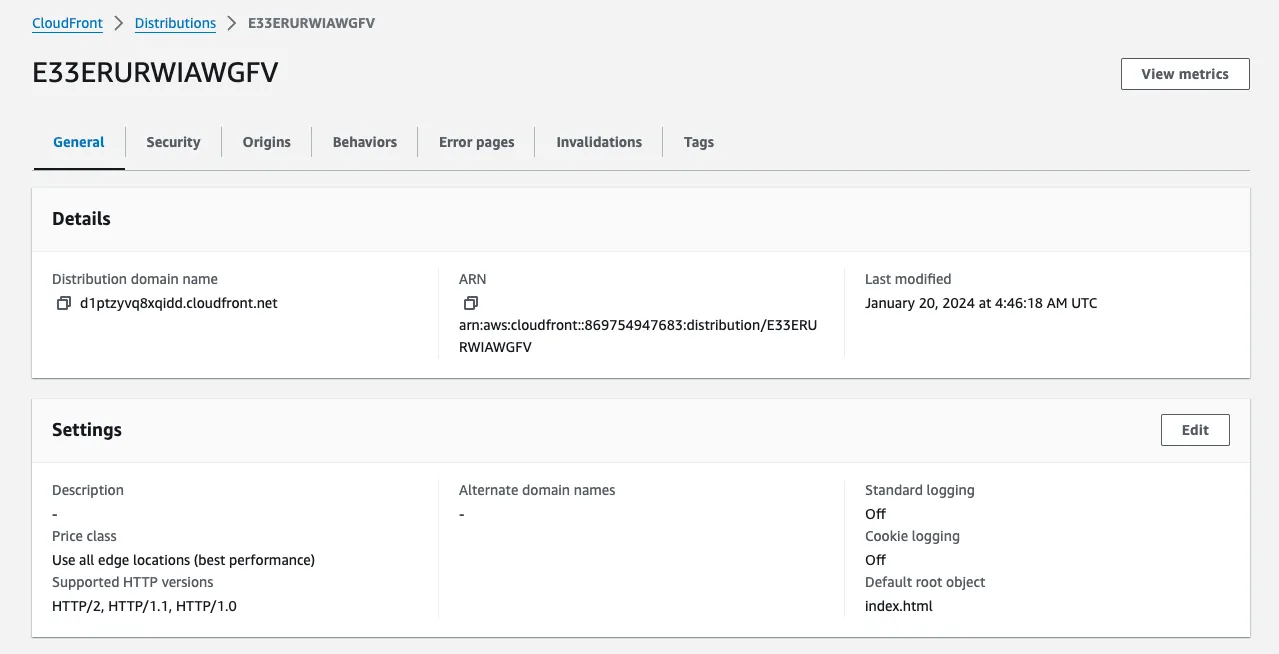 CloudFront > Distributions > E33ERURWIAWGFV
E33ERURWIAWGFV
View metrics
General
Security
Origins
Behaviors
Error pages
Invalidations
Tags
Details
Distribution domain name
d1ptzyvq8xqidd.cloudfront.net
ARN
arn:aws:cloudfront::869754947683:distribution/E33ERU
RWIAWGFV
Last modified
January 20, 2024 at 4:46:18 AM UTC
Settings
Edit
Description
-
Price class
Use all edge locations (best performance)
Supported HTTP versions
HTTP/2, HTTP/1.1, HTTP/1.0
Alternate domain names
-
Standard logging
Off
Cookie logging
Off
Default root object
index.html